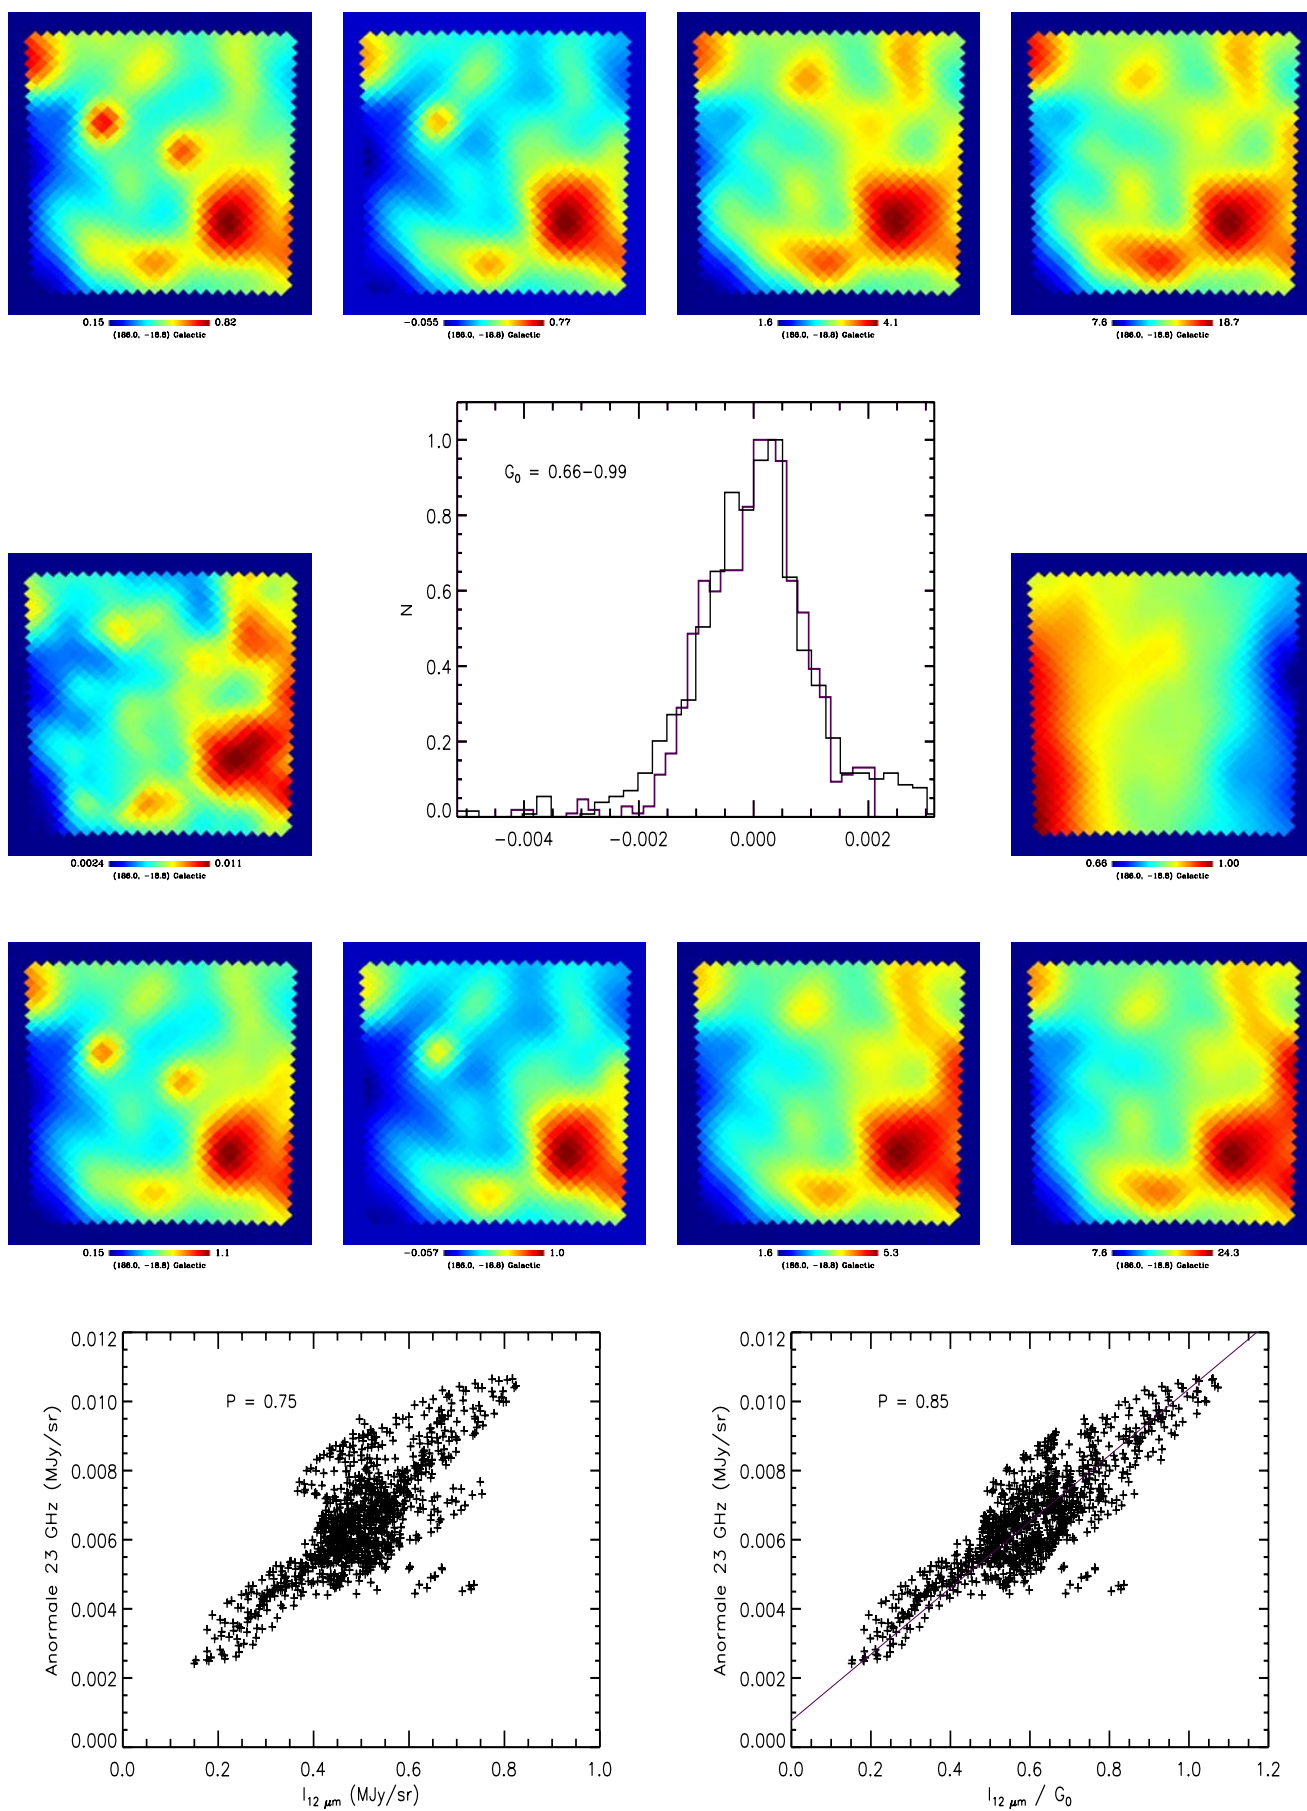 0.15 0.82
(186.0, -18.8) Galactic
-0.055 0.77
(186.0, -18.8) Galactic
1.6 4.1
(186.0, -18.8) Galactic
7.6 18.7
(186.0, -18.8) Galactic
G0 = 0.66-0.99
1.0
0.8
0.6
0.4
0.2
0.0
N
-0.004 -0.002 0.000 0.002
0.0024 0.011
(186.0, -18.8) Galactic
0.66 1.00
(186.0, -18.8) Galactic
0.15 1.1
(186.0, -18.8) Galactic
-0.057 1.0
(186.0, -18.8) Galactic
1.6 5.3
(186.0, -18.8) Galactic
7.6 24.3
(186.0, -18.8) Galactic
P = 0.75
0.012
0.010
0.008
0.006
0.004
0.002
0.000
Anormale 23 GHz (MJy/sr)
0.0 0.2 0.4 0.6 0.8 1.0
I12 μm (MJy/sr)
P = 0.85
0.012
0.010
0.008
0.006
0.004
0.002
0.000
Anormale 23 GHz (MJy/sr)
0.0 0.2 0.4 0.6 0.8 1.0 1.2
I12 μm / G0